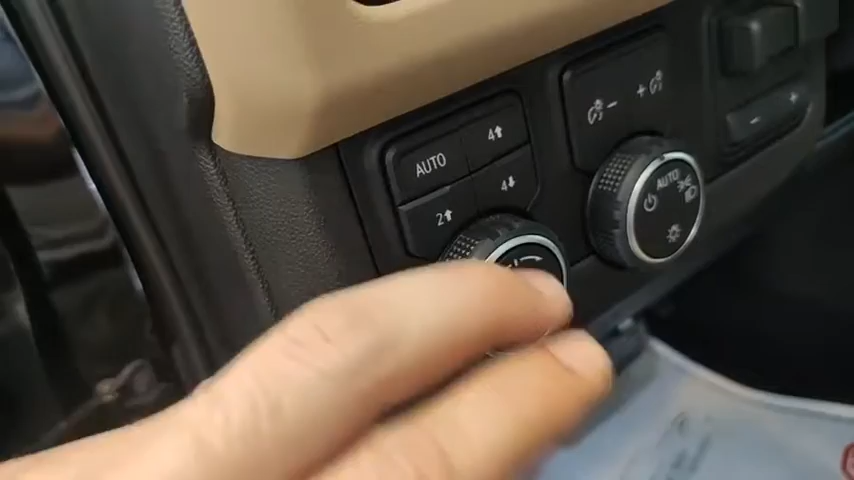 AUTO 4⬆
2⬆ 4⬇
− +
AUTO
− +